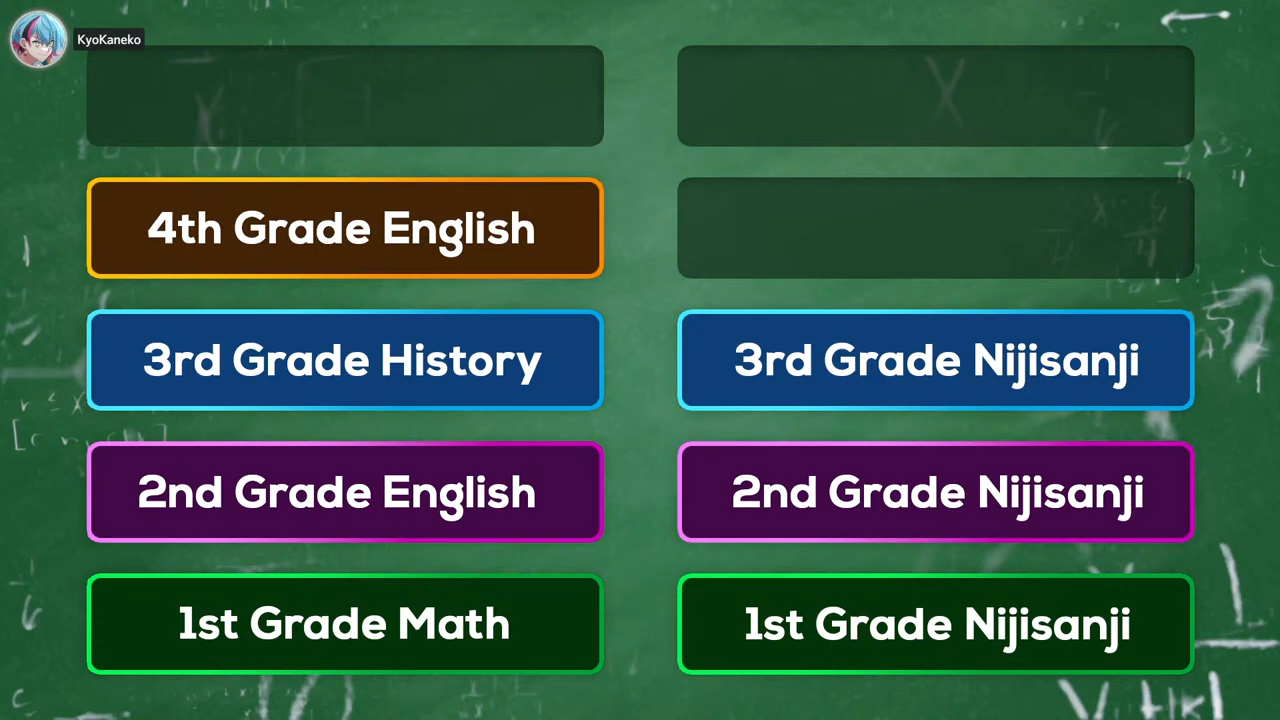 KyoKaneko
4th Grade English
3rd Grade History
3rd Grade Nijisanji
2nd Grade English
2nd Grade Nijisanji
1st Grade Math
1st Grade Nijisanji